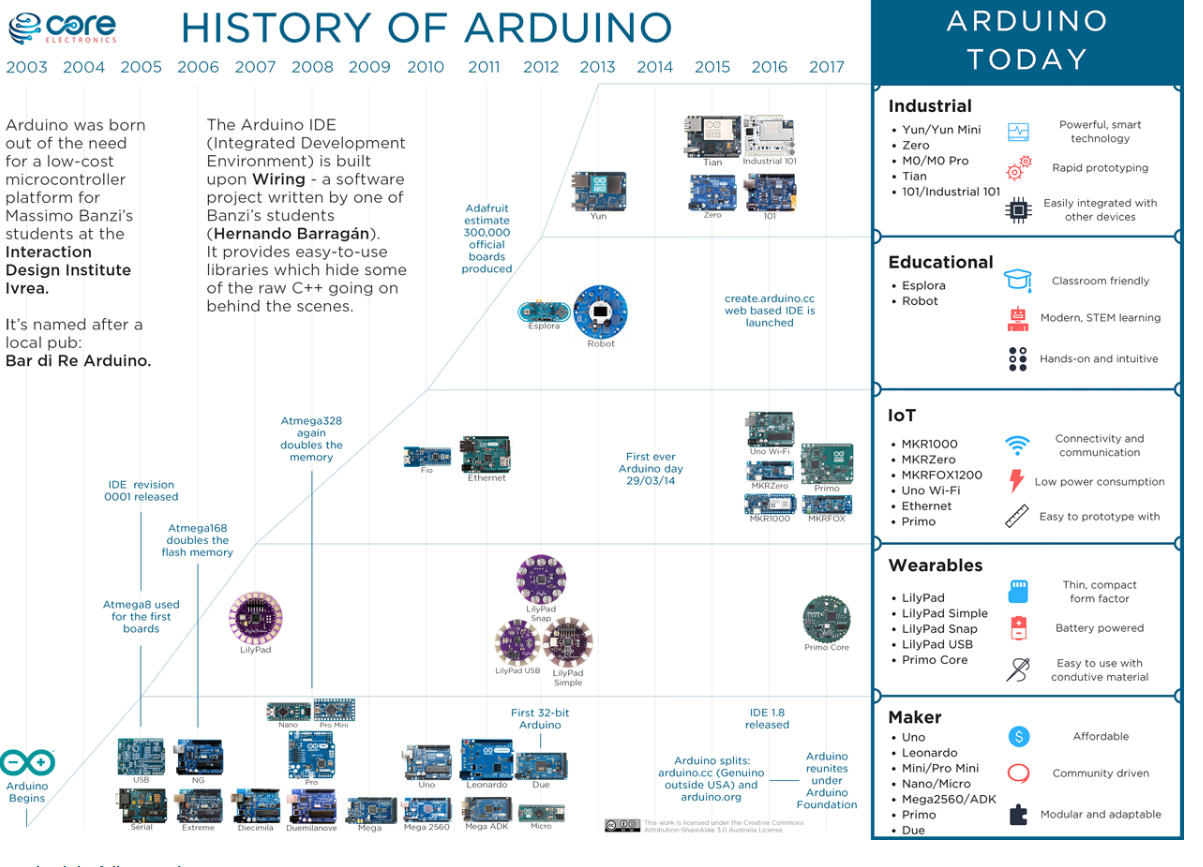 core
ELECTRONICS
HISTORY OF ARDUINO
2003 2004 2005 2006 2007 2008 2009 2010 2011 2012 2013 2014 2015 2016 2017
Arduino was born
out of the need
for a low-cost
microcontroller
platform for
Massimo Banzi's
students at the
Interaction
Design Institute
Ivrea.
It's named after a
local pub:
Bar di Re Arduino.
The Arduino IDE
(Integrated Development
Environment) is built
upon Wiring - a software
project written by one of
Banzi's students
(Hernando Barragán).
It provides easy-to-use
libraries which hide some
of the raw C++ going on
behind the scenes.
Adafruit
estimate
300,000
official
boards
produced
Tian
Industrial 101
Yun
Zero
101
Esplora
Robot
create.arduino.cc
web based IDE is
launched
Atmega328
again
doubles the
memory
Fio
Ethernet
First ever
Arduino day
29/03/14
Uno Wi-Fi
MKRZero
Primo
MKR1000
MKRFOX
IDE revision
0001 released
Atmega168
doubles the
flash memory
Atmega8 used
for the first
boards
LilyPad
LilyPad
Snap
LilyPad USB
LilyPad
Simple
Primo Core
Arduino
Begins
Nano
Pro Mini
First 32-bit
Arduino
IDE 1.8
released
USB
NG
Pro
Uno
Leonardo
Due
Arduino splits:
arduino.cc (Genuino
outside USA) and
arduino.org
Arduino
reunites
under
Arduino
Foundation
Serial
Extreme
Diecimila
Duemilanove
Mega
Mega 2560
Mega ADK
Micro
This work is licensed under the Creative Commons
Attribution-ShareAlike 3.0 Australia License.
ARDUINO
TODAY
Industrial
• Yun/Yun Mini
• Zero
• M0/M0 Pro
• Tian
• 101/Industrial 101
Powerful, smart
technology
Rapid prototyping
Easily integrated with
other devices
Educational
• Esplora
• Robot
Classroom friendly
Modern, STEM learning
Hands-on and intuitive
IoT
• MKR1000
• MKRZero
• MKRFOX1200
• Uno Wi-Fi
• Ethernet
• Primo
Connectivity and
communication
Low power consumption
Easy to prototype with
Wearables
• LilyPad
• LilyPad Simple
• LilyPad Snap
• LilyPad USB
• Primo Core
Thin, compact
form factor
Battery powered
Easy to use with
condutive material
Maker
• Uno
• Leonardo
• Mini/Pro Mini
• Nano/Micro
• Mega2560/ADK
• Primo
• Due
Affordable
Community driven
Modular and adaptable